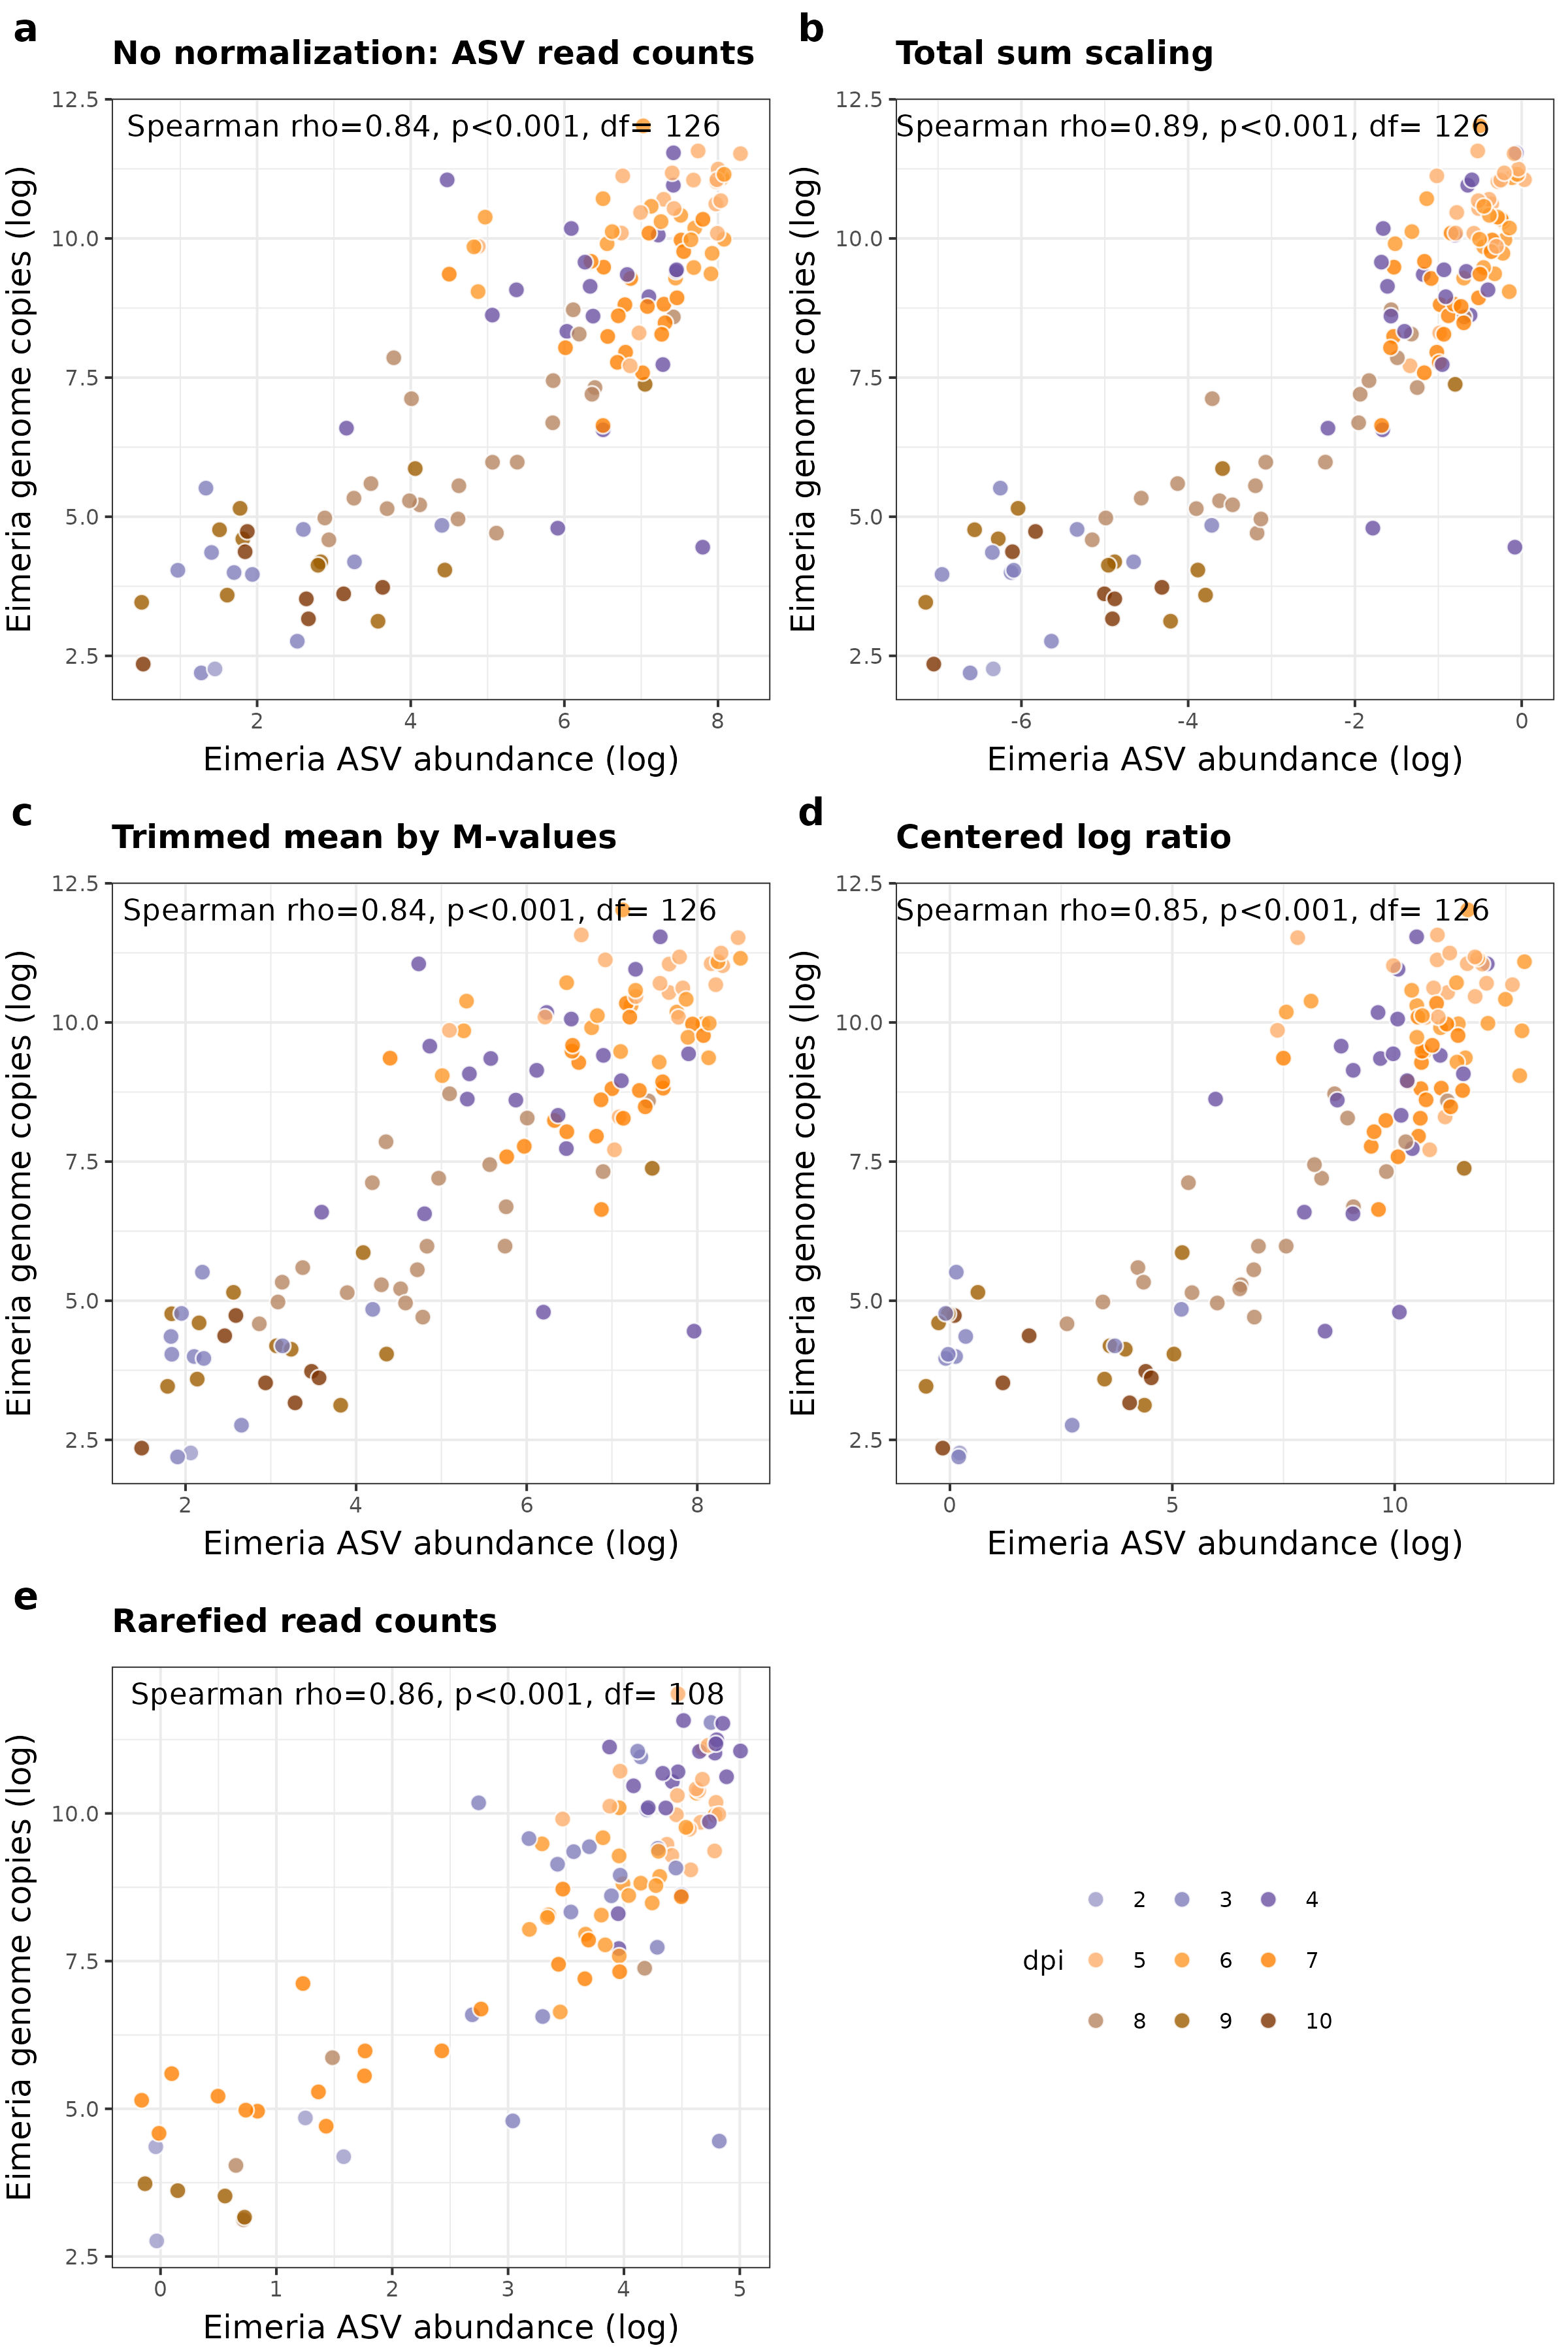 a
No normalization: ASV read counts
Spearman rho=0.84, p<0.001, df= 126
12.5
10.0
7.5
5.0
2.5
Eimeria genome copies (log)
2 4 6 8
Eimeria ASV abundance (log)
b
Total sum scaling
Spearman rho=0.89, p<0.001, df= 126
12.5
10.0
7.5
5.0
2.5
Eimeria genome copies (log)
-6 -4 -2 0
Eimeria ASV abundance (log)
c
Trimmed mean by M-values
Spearman rho=0.84, p<0.001, df= 126
12.5
10.0
7.5
5.0
2.5
Eimeria genome copies (log)
2 4 6 8
Eimeria ASV abundance (log)
d
Centered log ratio
Spearman rho=0.85, p<0.001, df= 126
12.5
10.0
7.5
5.0
2.5
Eimeria genome copies (log)
0 5 10
Eimeria ASV abundance (log)
e
Rarefied read counts
Spearman rho=0.86, p<0.001, df= 108
10.0
7.5
5.0
2.5
Eimeria genome copies (log)
0 1 2 3 4 5
Eimeria ASV abundance (log)
2 3 4
dpi 5 6 7
8 9 10